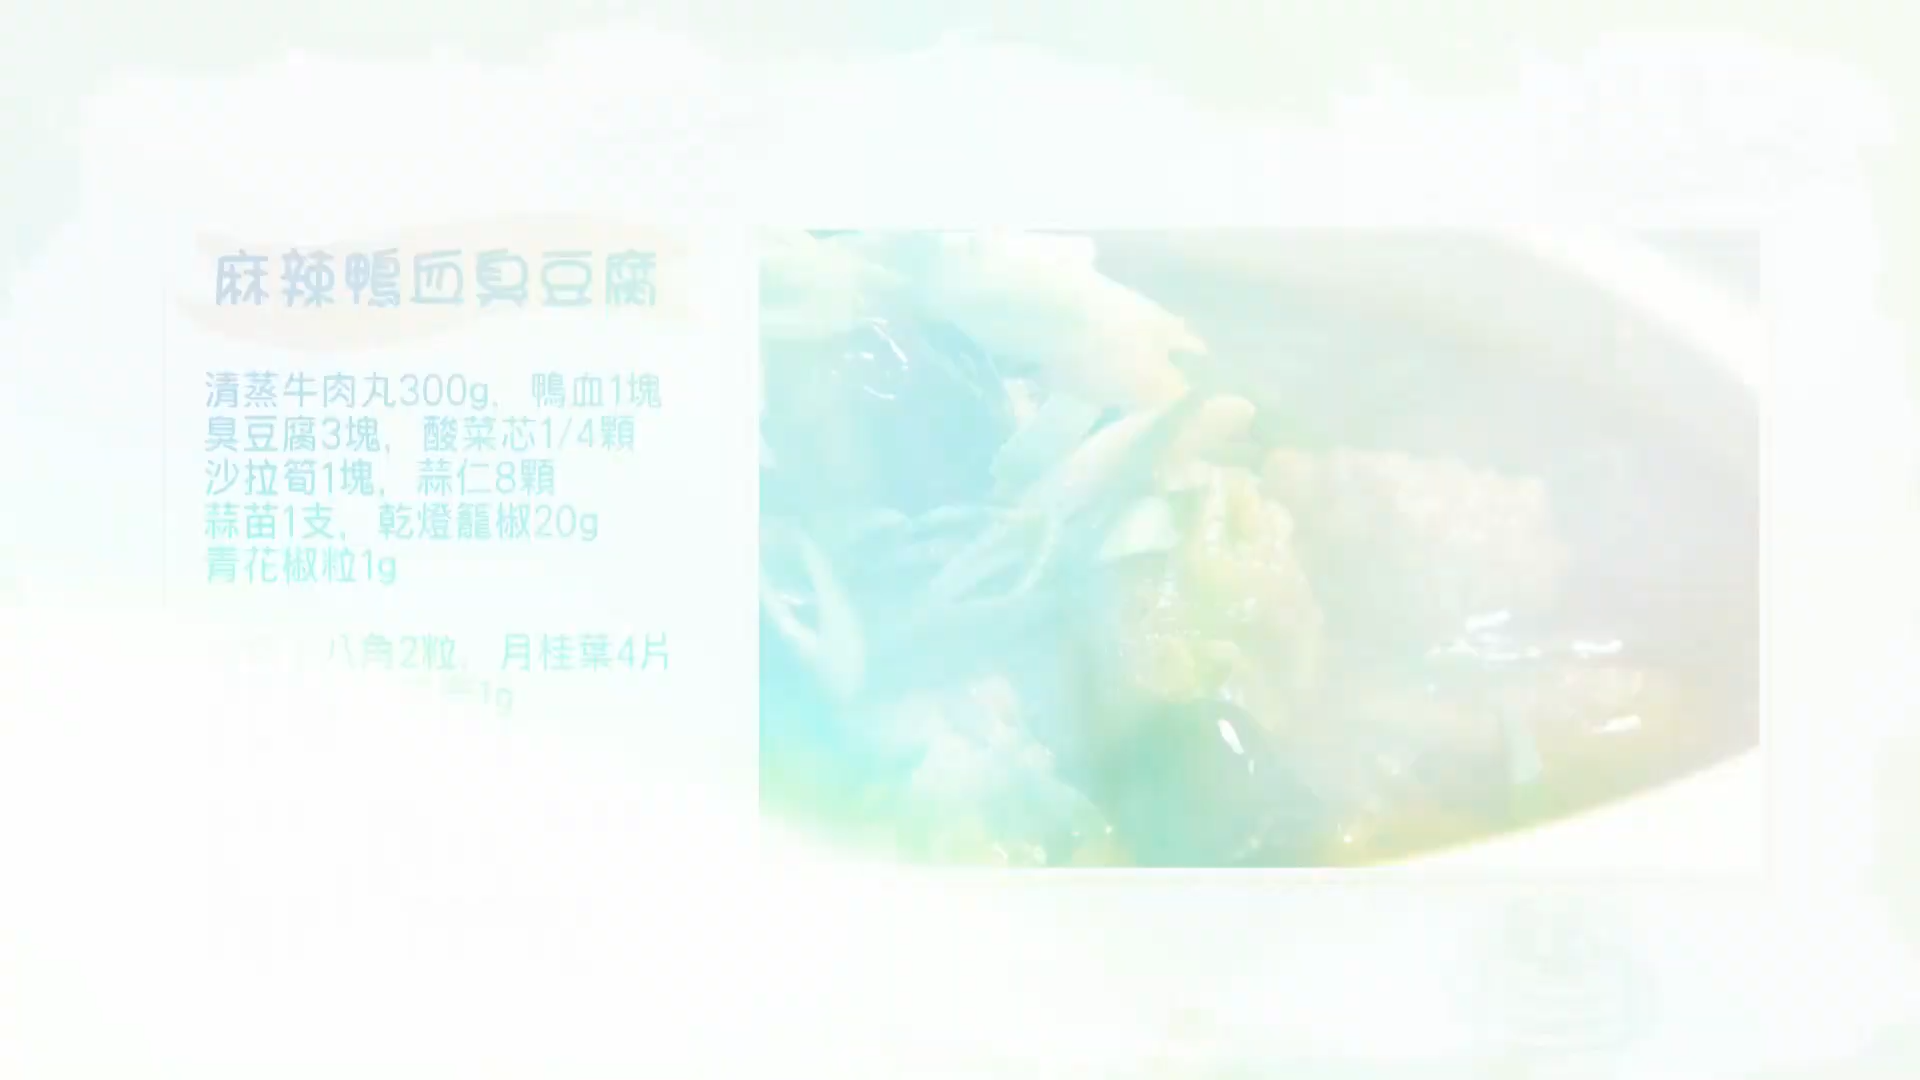 麻辣鴨血臭豆腐
清蒸牛肉丸300g, 鴨血1塊
臭豆腐3塊, 酸菜芯1/4顆
沙拉筍1塊, 蒜仁8顆
蒜苗1支, 乾燈籠椒20g
青花椒粒1g
八角2粒, 月桂葉4片
1g